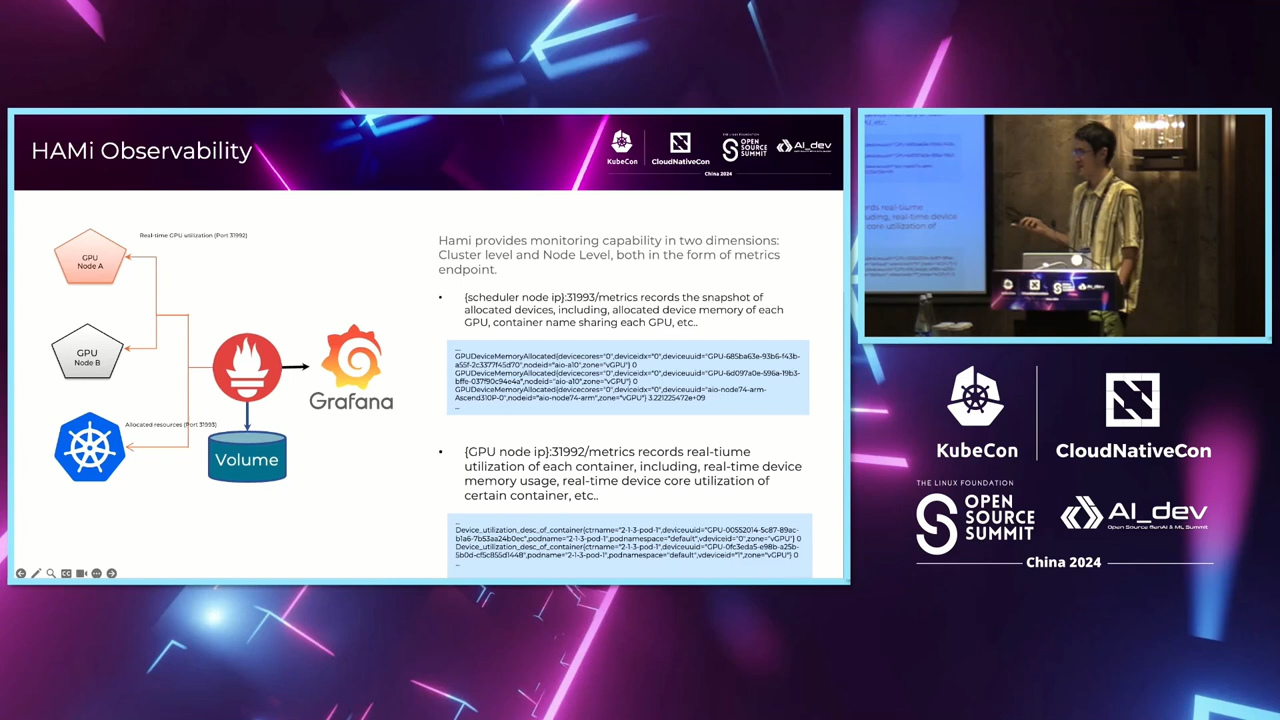 HAMi Observability
KubeCon
CloudNativeCon
THE LINUX FOUNDATION
OPEN
SOURCE
SUMMIT
AI_dev
China 2024
Real-time GPU utilization (Port 31992)
GPU
Node A
GPU
Node B
Allocated resources (Port 31993)
Grafana
Volume
Hami provides monitoring capability in two dimensions:
Cluster level and Node Level, both in the form of metrics
endpoint.
• {scheduler node ip}:31993/metrics records the snapshot of
allocated devices, including, allocated device memory of each
GPU, container name sharing each GPU, etc..
...
GPUDeviceMemoryAllocated{devicecores="0",deviceidx="0",deviceuuid="GPU-685ba63e-93b6-f43b-
a55f-2c3377f45d70",nodeid="aio-a10",zone="vGPU"} 0
GPUDeviceMemoryAllocated{devicecores="0",deviceidx="0",deviceuuid="GPU-6d097a0e-596a-19b3-
bffe-037f90c94e4a",nodeid="aio-a10",zone="vGPU"} 0
GPUDeviceMemoryAllocated{devicecores="0",deviceidx="0",deviceuuid="aio-node74-arm-
Ascend310P-0",nodeid="aio-node74-arm",zone="vGPU"} 3.221225472e+09
...
• {GPU node ip}:31992/metrics records real-tiume
utilization of each container, including, real-time device
memory usage, real-time device core utilization of
certain container, etc..
...
Device_utilization_desc_of_container{ctrname="2-1-3-pod-1",deviceuuid="GPU-00552014-5c87-89ac-
b1a6-7b53aa24b0ec",podname="2-1-3-pod-1",podnamespace="default",vdeviceid="0",zone="vGPU"} 0
Device_utilization_desc_of_container{ctrname="2-1-3-pod-1",deviceuuid="GPU-0fc3eda5-e98b-a25b-
5b0d-cf5c855d1448",podname="2-1-3-pod-1",podnamespace="default",vdeviceid="1",zone="vGPU"} 0
...
KubeCon
CloudNativeCon
THE LINUX FOUNDATION
OPEN
SOURCE
SUMMIT
AI_dev
Open Source GenAI & ML Summit
China 2024